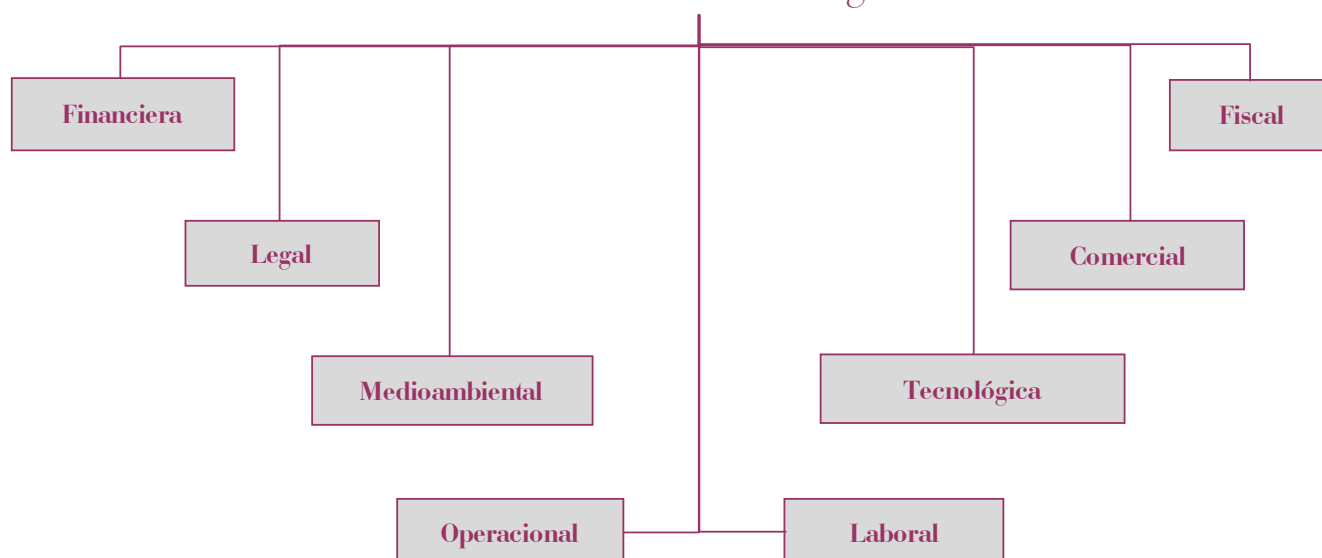 Financiera
Fiscal
Legal
Comercial
Medioambiental
Tecnológica
Operacional
Laboral